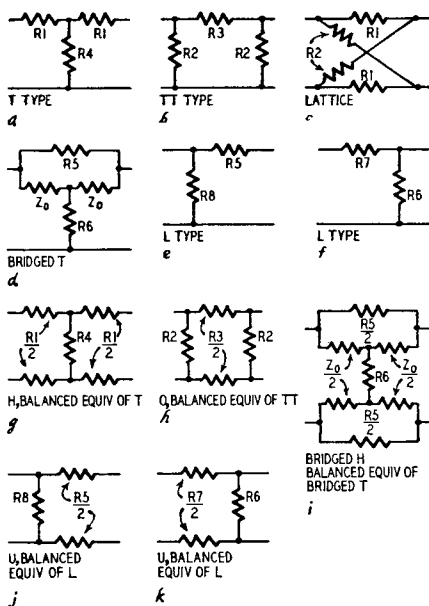 R1 R1
R4
T TYPE
a
R3
R2 R2
TT TYPE
b
R1
R2
R1
LATTICE
c
R5
Z0 Z0
R6
BRIDGED T
d
R5
R8
L TYPE
e
R7
R6
L TYPE
f
R1/2 R4 R1/2
H, BALANCED EQUIV OF T
g
R2 R3/2 R2
O, BALANCED EQUIV OF TT
h
R5/2
Z0/2 R6 Z0/2
R5/2
BRIDGED H
BALANCED EQUIV OF
BRIDGED T
i
R8 R5/2
U, BALANCED
EQUIV OF L
j
R7/2 R6
U, BALANCED
EQUIV OF L
k